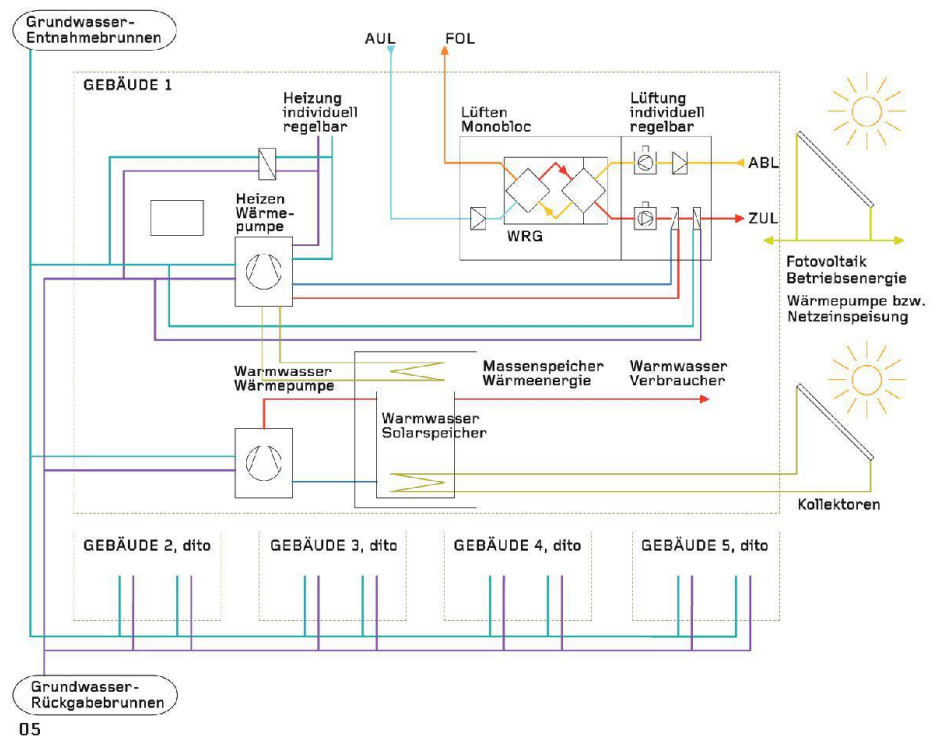 Grundwasser-
Entnahmebrunnen
AUL
FOL
GEBÄUDE 1
Heizung
individuell
regelbar
Lüften
Monobloc
Lüftung
individuell
regelbar
ABL
Heizen
Wärme-
pumpe
WRG
ZUL
Fotovoltaik
Betriebsenergie
Wärmepumpe bzw.
Netzeinspeisung
Warmwasser
Wärmepumpe
Massenspeicher
Wärmeenergie
Warmwasser
Verbraucher
Warmwasser
Solarspeicher
Kollektoren
GEBÄUDE 2, dito
GEBÄUDE 3, dito
GEBÄUDE 4, dito
GEBÄUDE 5, dito
Grundwasser-
Rückgabebrunnen
05